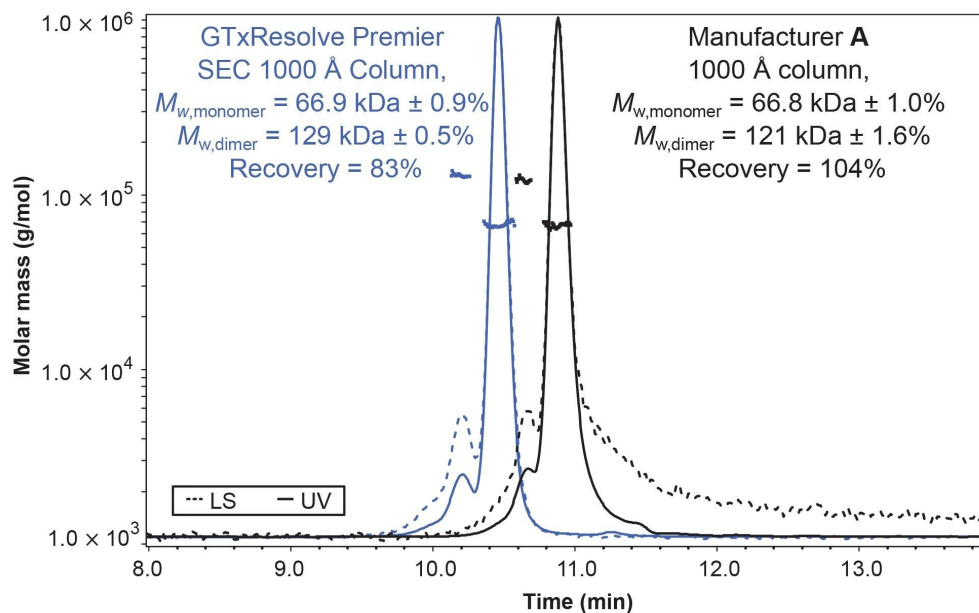 GTxResolve Premier
SEC 1000 Å Column,
Mw,monomer = 66.9 kDa ± 0.9%
Mw,dimer = 129 kDa ± 0.5%
Recovery = 83%
Manufacturer A
1000 Å column,
Mw,monomer = 66.8 kDa ± 1.0%
Mw,dimer = 121 kDa ± 1.6%
Recovery = 104%
Molar mass (g/mol)
1.0 × 10⁶
1.0 × 10⁵
1.0 × 10⁴
1.0 × 10³
LS UV
8.0 9.0 10.0 11.0 12.0 13.0
Time (min)